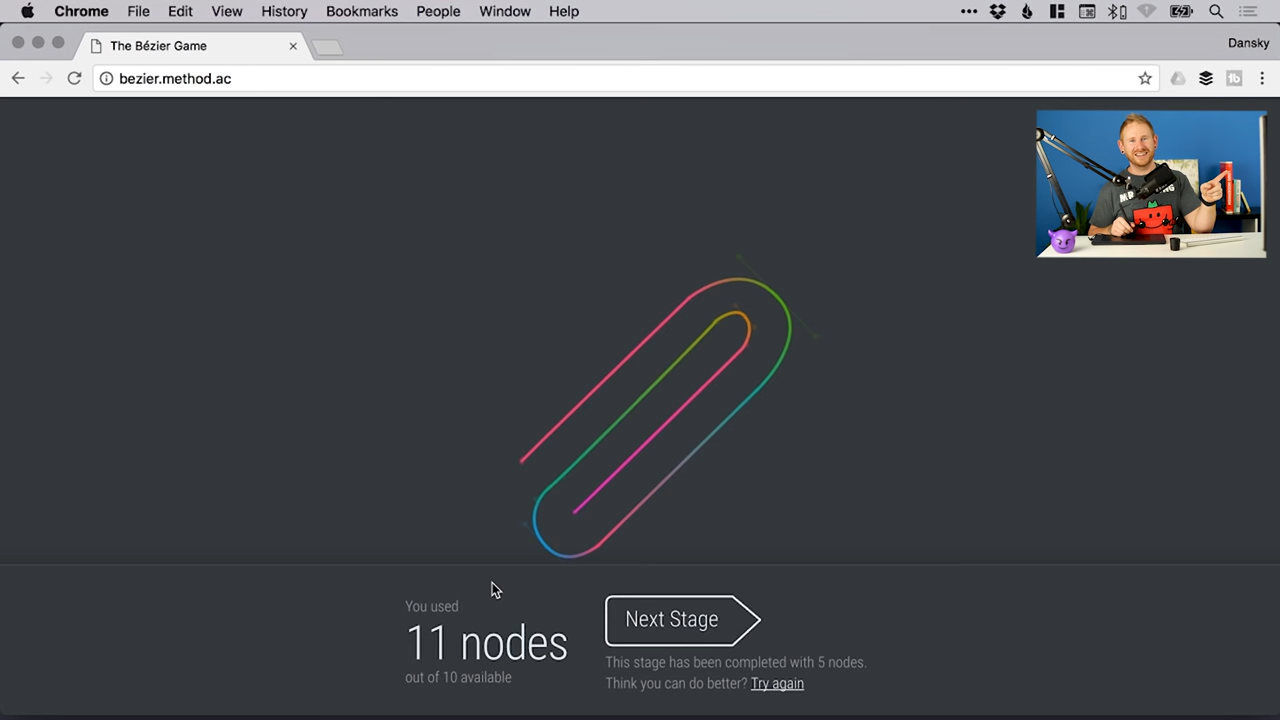 Chrome File Edit View History Bookmarks People Window Help
The Bézier Game
Dansky
bezier.method.ac
You used
11 nodes
out of 10 available
Next Stage
This stage has been completed with 5 nodes.
Think you can do better? Try again